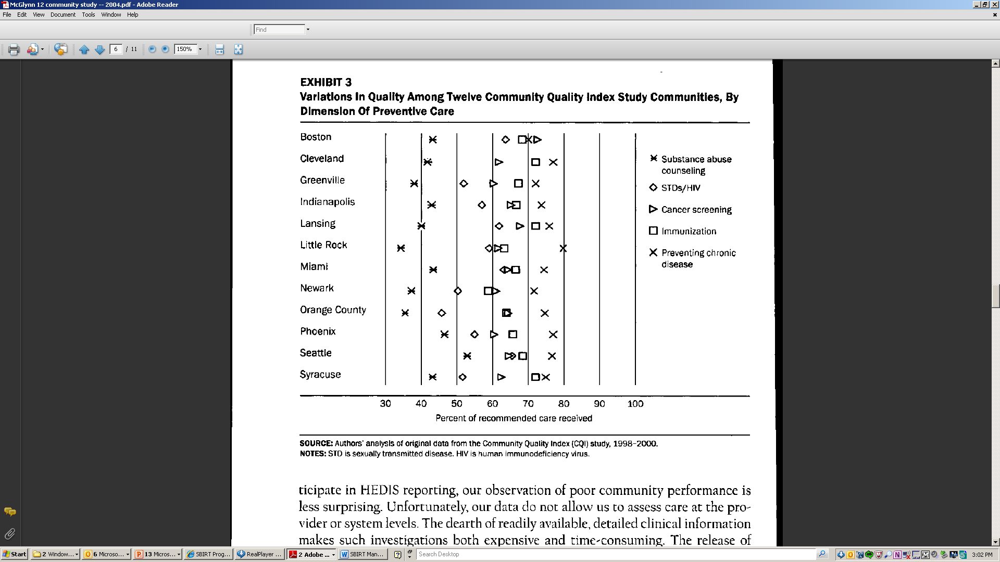 McGlynn 12 community study -- 2004.pdf - Adobe Reader
File Edit View Document Tools Window Help
Find
6 / 11 150%
EXHIBIT 3
Variations In Quality Among Twelve Community Quality Index Study Communities, By
Dimension Of Preventive Care
Boston
Cleveland
Greenville
Indianapolis
Lansing
Little Rock
Miami
Newark
Orange County
Phoenix
Seattle
Syracuse
Substance abuse
counseling
STDs/HIV
Cancer screening
Immunization
Preventing chronic
disease
30 40 50 60 70 80 90 100
Percent of recommended care received
SOURCE: Authors' analysis of original data from the Community Quality Index (CQI) study, 1998–2000.
NOTES: STD is sexually transmitted disease. HIV is human immunodeficiency virus.
ticipate in HEDIS reporting, our observation of poor community performance is
less surprising. Unfortunately, our data do not allow us to assess care at the pro-
vider or system levels. The dearth of readily available, detailed clinical information
makes such investigations both expensive and time-consuming. The release of
Start 2 Window... 6 Microso... 13 Micros... SBIRT Prog... RealPlayer ... 2 Adobe ... SBIRT Man... Search Desktop 3:02 PM